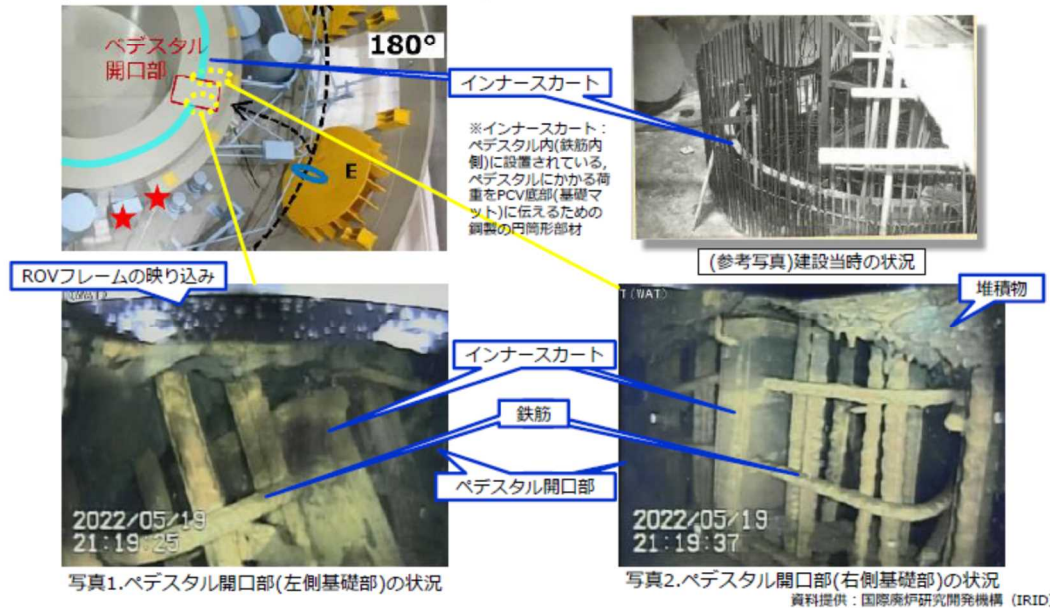 ペデスタル
開口部
180°
E
インナースカート
※インナースカート：
ペデスタル内(鉄筋内
側)に設置されている,
ペデスタルにかかる荷
重をPCV底部(基礎マ
ット)に伝えるための
鋼製の円筒形部材
(参考写真)建設当時の状況
ROVフレームの映り込み
堆積物
T(WAT)
インナースカート
鉄筋
ペデスタル開口部
2022/05/19
21:19:25
2022/05/19
21:19:37
写真1.ペデスタル開口部(左側基礎部)の状況
写真2.ペデスタル開口部(右側基礎部)の状況
資料提供：国際廃炉研究開発機構（IRID）